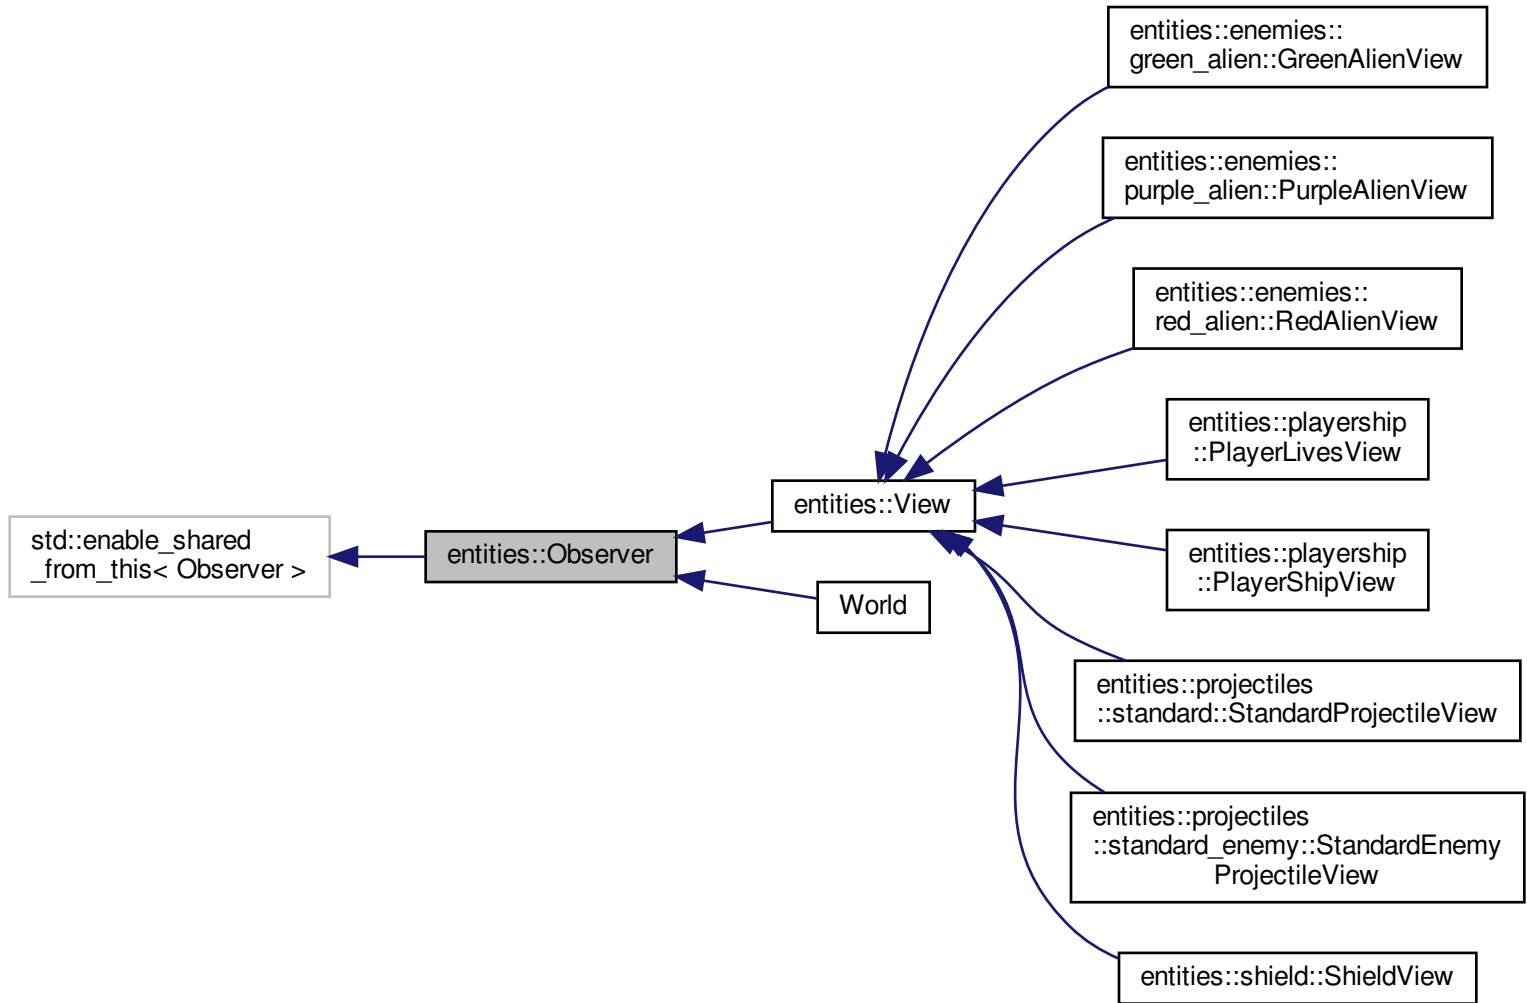 entities::enemies::
green_alien::GreenAlienView
entities::enemies::
purple_alien::PurpleAlienView
entities::enemies::
red_alien::RedAlienView
entities::playership
::PlayerLivesView
entities::View
std::enable_shared
_from_this< Observer >
entities::Observer
entities::playership
::PlayerShipView
World
entities::projectiles
::standard::StandardProjectileView
entities::projectiles
::standard_enemy::StandardEnemy
ProjectileView
entities::shield::ShieldView